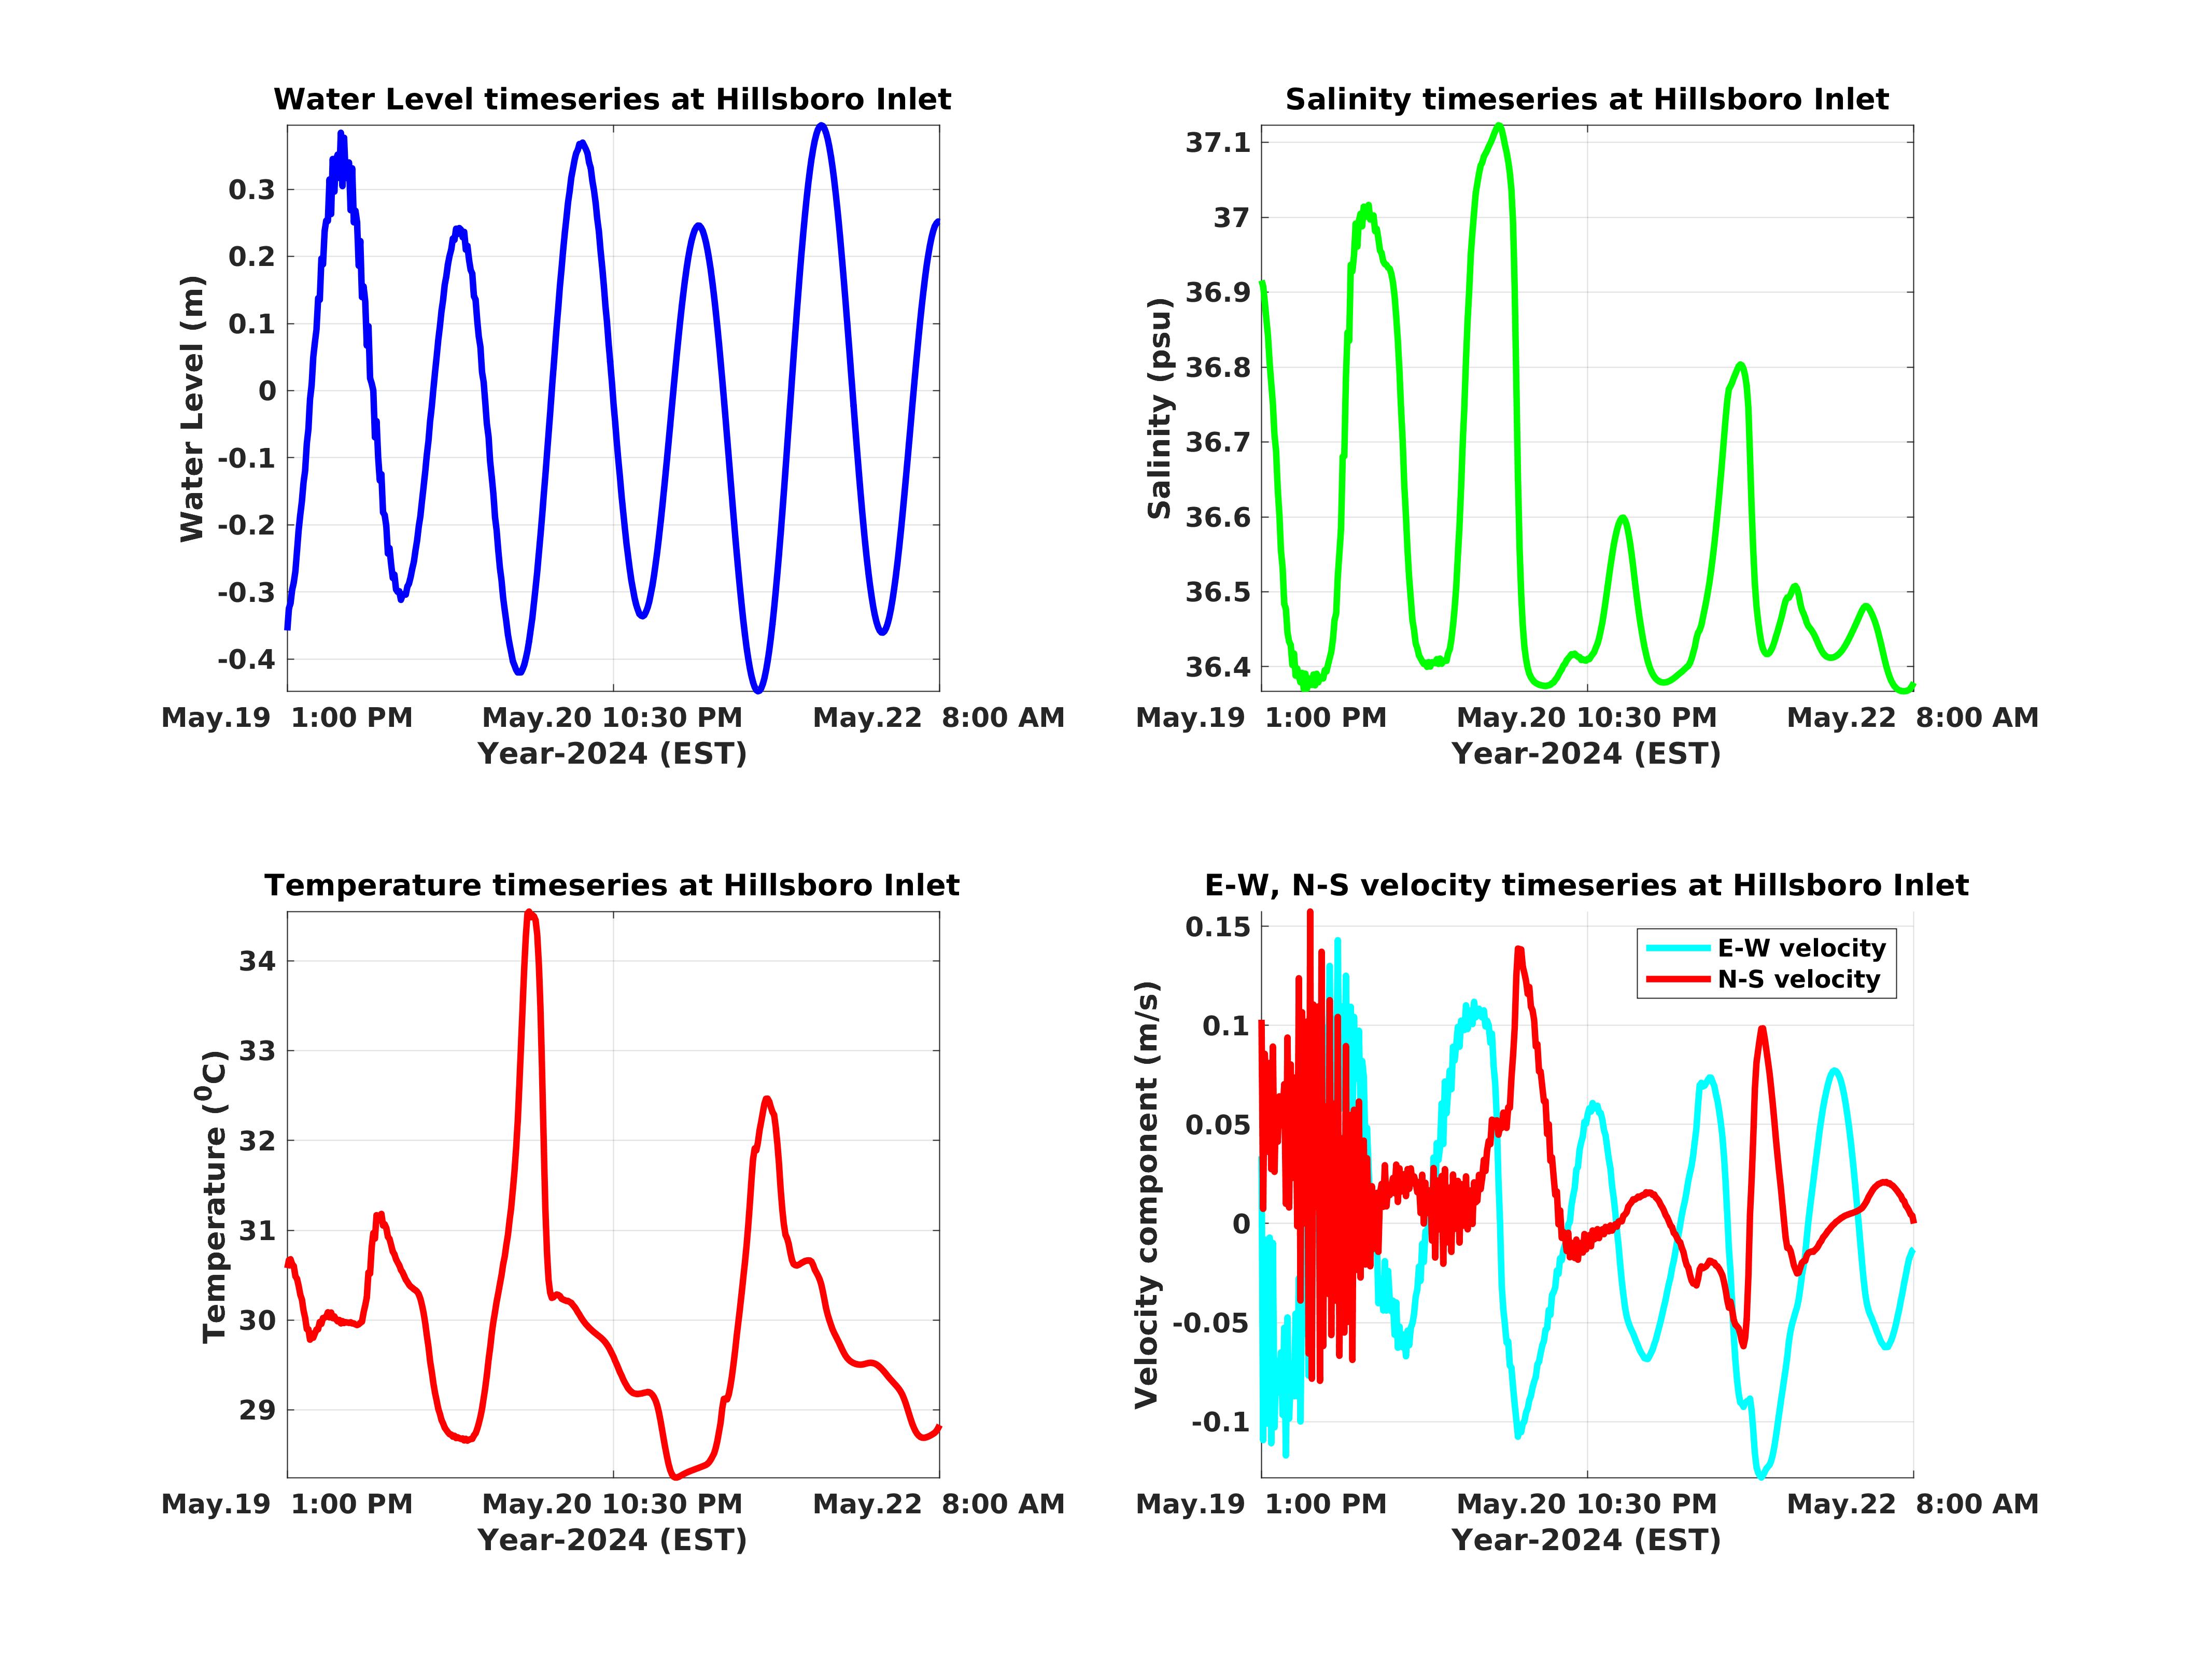 Water Level timeseries at Hillsboro Inlet
Water Level (m)
0.3
0.2
0.1
0
-0.1
-0.2
-0.3
-0.4
May.19 1:00 PM May.20 10:30 PM May.22 8:00 AM
Year-2024 (EST)
Salinity timeseries at Hillsboro Inlet
Salinity (psu)
37.1
37
36.9
36.8
36.7
36.6
36.5
36.4
May.19 1:00 PM May.20 10:30 PM May.22 8:00 AM
Year-2024 (EST)
Temperature timeseries at Hillsboro Inlet
Temperature (⁰C)
34
33
32
31
30
29
May.19 1:00 PM May.20 10:30 PM May.22 8:00 AM
Year-2024 (EST)
E-W, N-S velocity timeseries at Hillsboro Inlet
Velocity component (m/s)
0.15
0.1
0.05
0
-0.05
-0.1
E-W velocity
N-S velocity
May.19 1:00 PM May.20 10:30 PM May.22 8:00 AM
Year-2024 (EST)